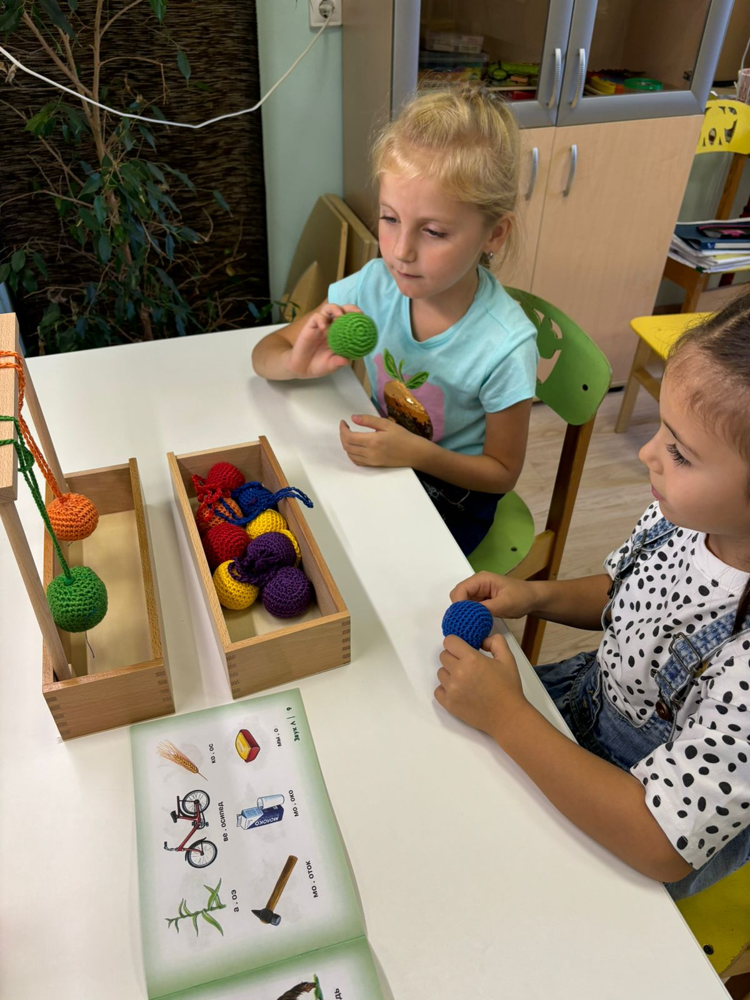 а . оэ
ве . осипед
ко . ос
МОЛОКО
мо . оток
мо . око
мы . о
Звук Л | 9